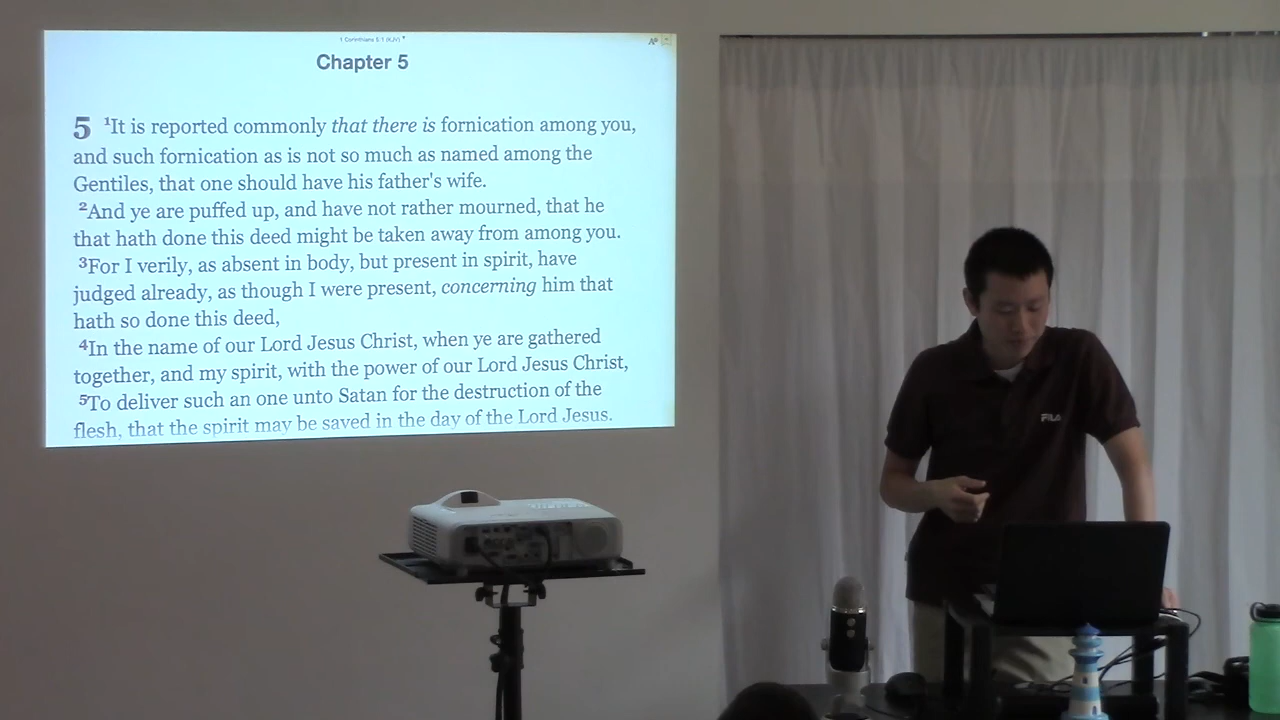 1 Corinthians 5:1 (KJV)
Chapter 5
5 ¹It is reported commonly that there is fornication among you,
and such fornication as is not so much as named among the
Gentiles, that one should have his father's wife.
²And ye are puffed up, and have not rather mourned, that he
that hath done this deed might be taken away from among you.
³For I verily, as absent in body, but present in spirit, have
judged already, as though I were present, concerning him that
hath so done this deed,
⁴In the name of our Lord Jesus Christ, when ye are gathered
together, and my spirit, with the power of our Lord Jesus Christ,
⁵To deliver such an one unto Satan for the destruction of the
flesh, that the spirit may be saved in the day of the Lord Jesus.
FILA